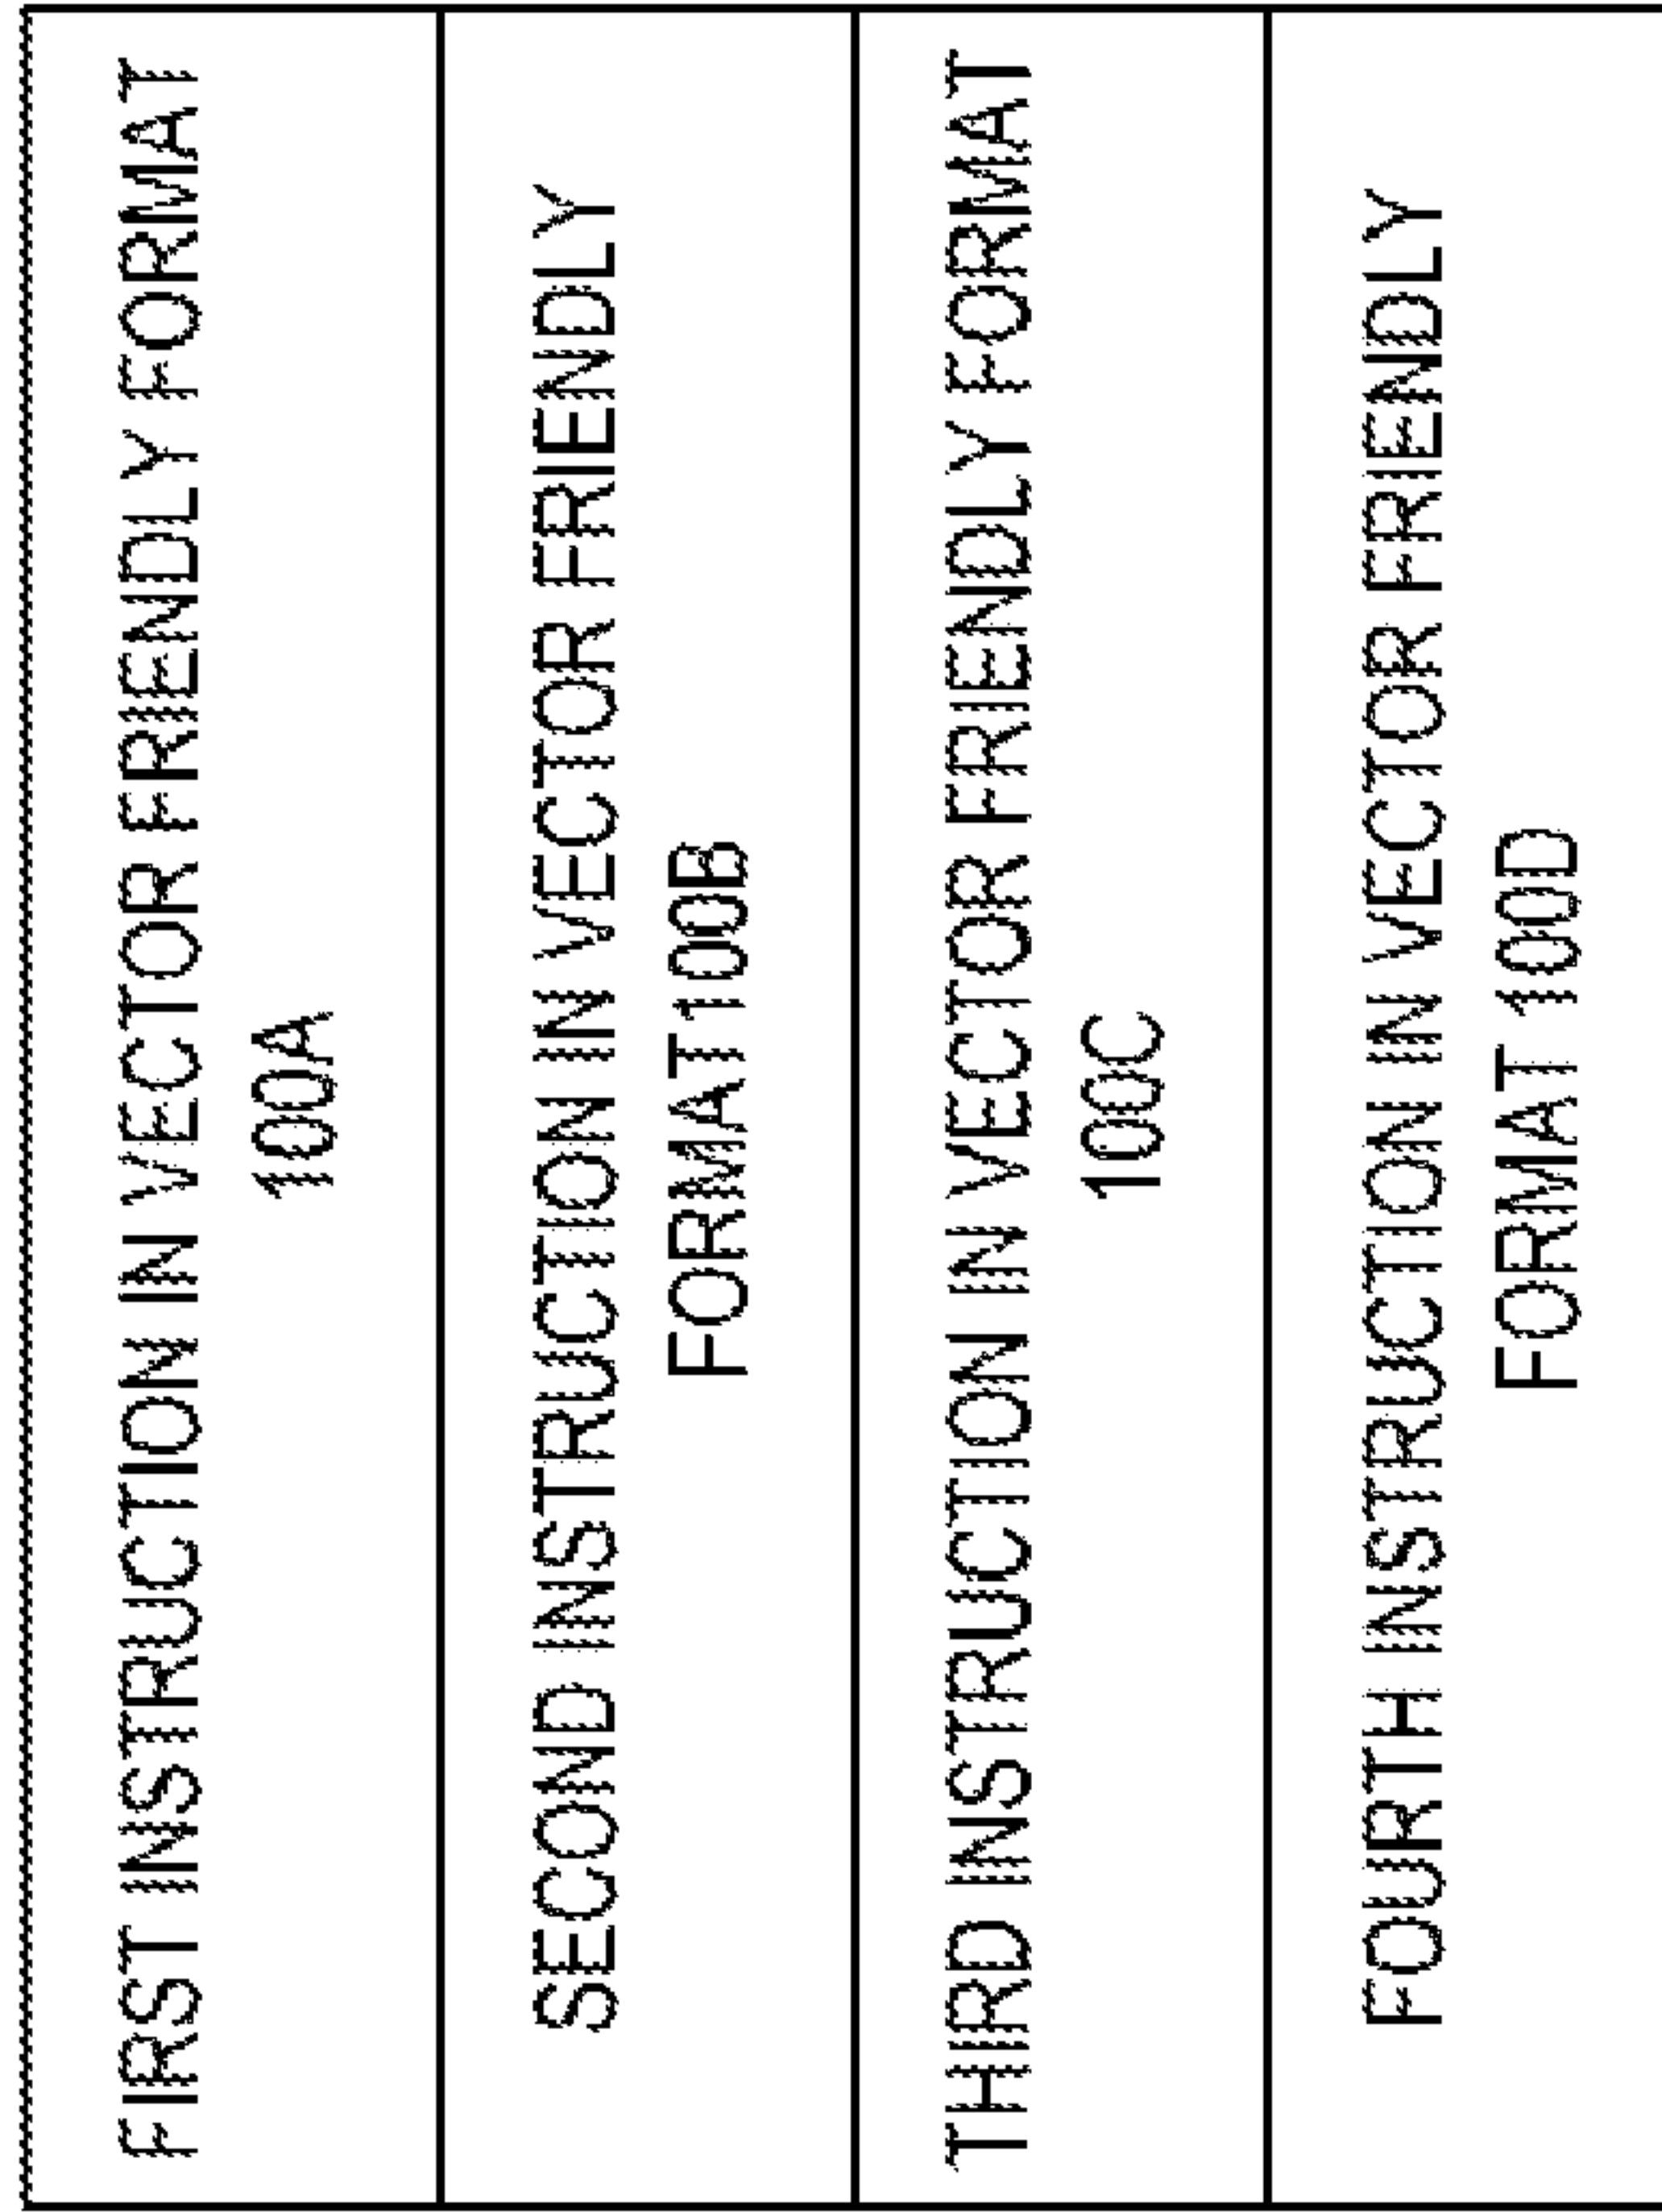 FIRST INSTRUCTION IN VECTOR FRIENDLY FORMAT
100A
SECOND INSTRUCTION IN VECTOR FRIENDLY
FORMAT 100B
THIRD INSTRUCTION IN VECTOR FRIENDLY FORMAT
100C
FOURTH INSTRUCTION IN VECTOR FRIENDLY
FORMAT 100D